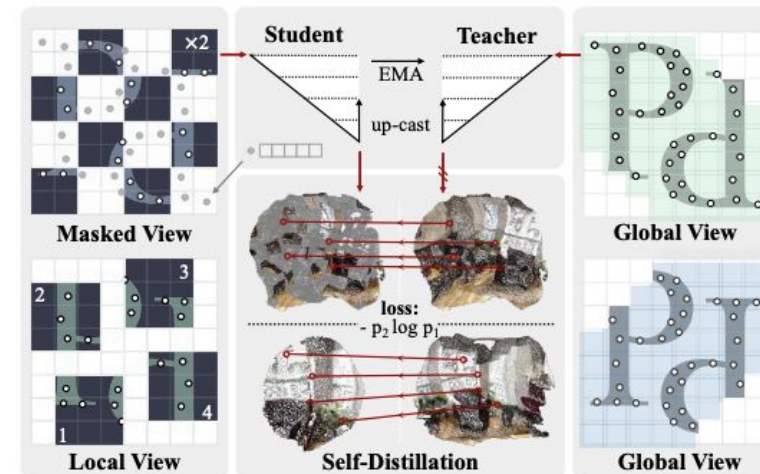 ×2
Masked View
2
3
1
4
Local View
Student
Teacher
EMA
up-cast
loss:
- p₂ log p₁
Self-Distillation
Global View
Global View